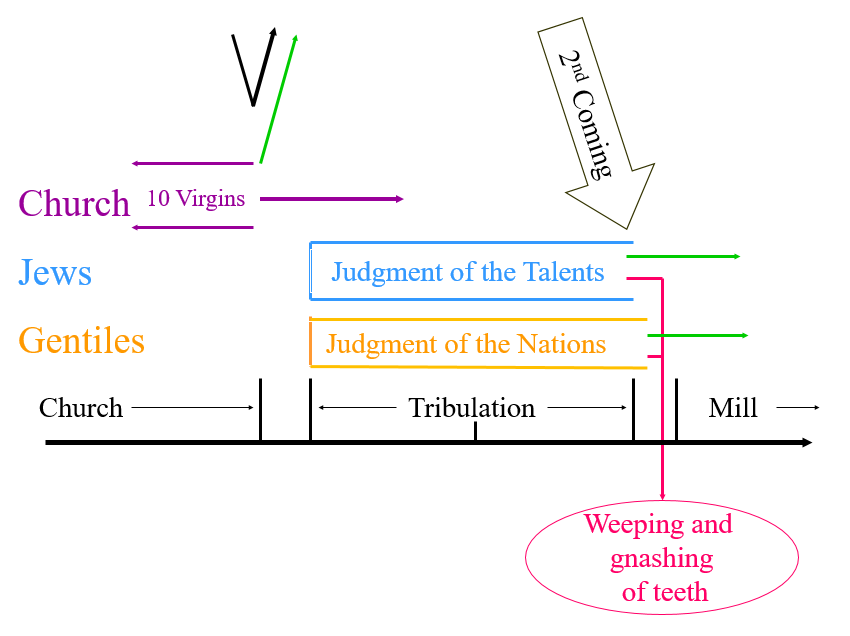 2nd Coming
Church
10 Virgins
Jews
Judgment of the Talents
Gentiles
Judgment of the Nations
Church
Tribulation
Mill
Weeping and
gnashing
of teeth